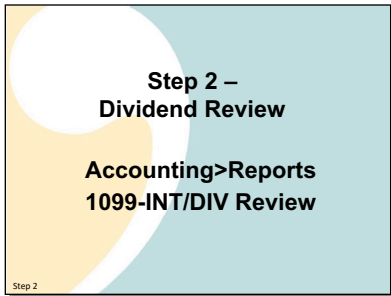 Step 2 –
Dividend Review
Accounting>Reports
1099-INT/DIV Review
Step 2